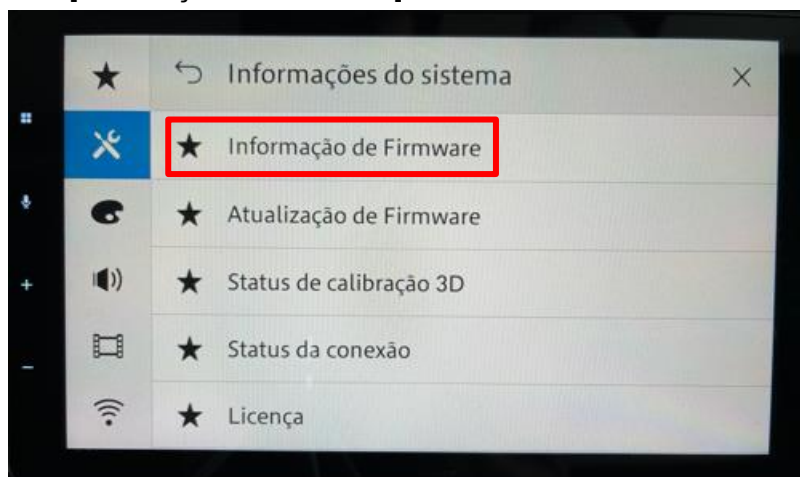 Informações do sistema
Informação de Firmware
Atualização de Firmware
Status de calibração 3D
Status da conexão
Licença